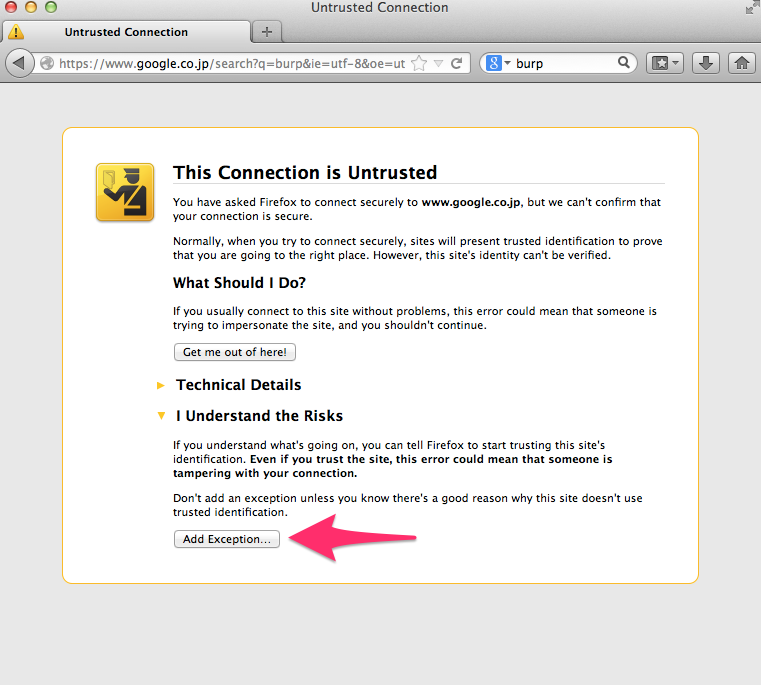 Untrusted Connection
Untrusted Connection
https://www.google.co.jp/search?q=burp&ie=utf-8&oe=ut
burp
This Connection is Untrusted
You have asked Firefox to connect securely to www.google.co.jp, but we can't confirm that
your connection is secure.
Normally, when you try to connect securely, sites will present trusted identification to prove
that you are going to the right place. However, this site's identity can't be verified.
What Should I Do?
If you usually connect to this site without problems, this error could mean that someone is
trying to impersonate the site, and you shouldn't continue.
Get me out of here!
Technical Details
I Understand the Risks
If you understand what's going on, you can tell Firefox to start trusting this site's
identification. Even if you trust the site, this error could mean that someone is
tampering with your connection.
Don't add an exception unless you know there's a good reason why this site doesn't use
trusted identification.
Add Exception...